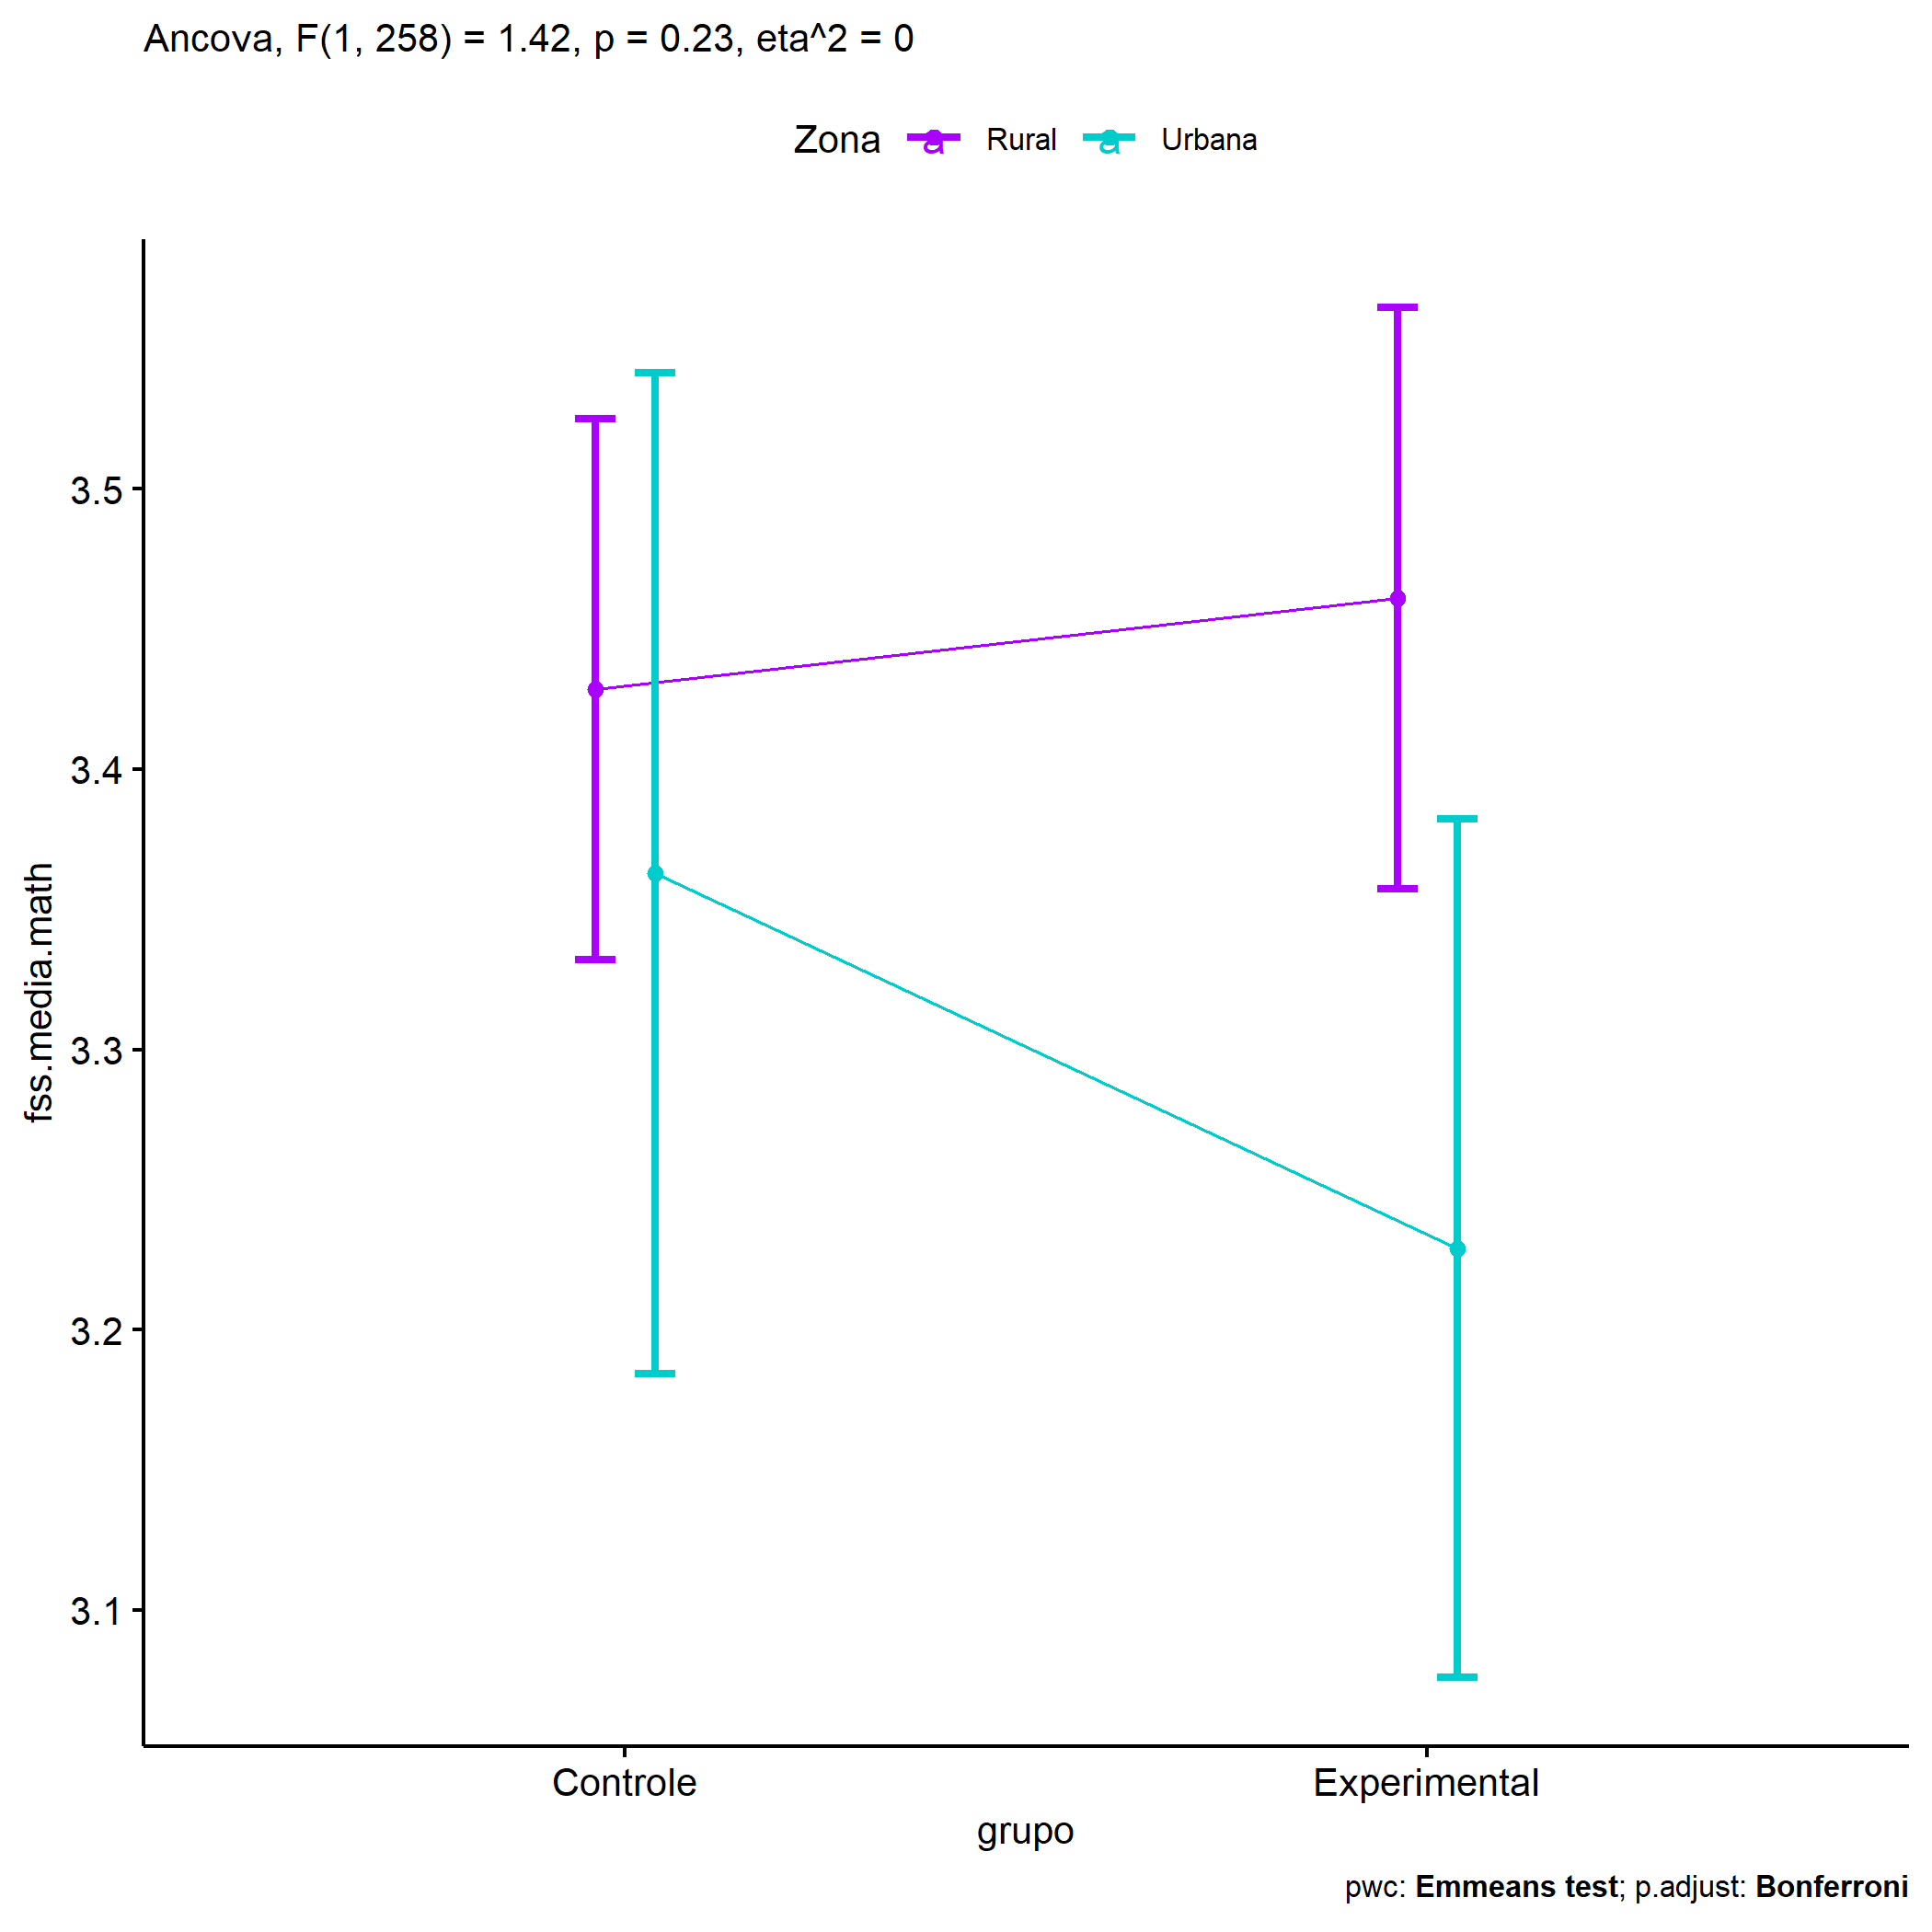 Ancova, F(1, 258) = 1.42, p = 0.23, eta^2 = 0
Zona a Rural a Urbana
3.5
3.4
3.3
3.2
3.1
fss.media.math
Controle Experimental
grupo
pwc: Emmeans test; p.adjust: Bonferroni